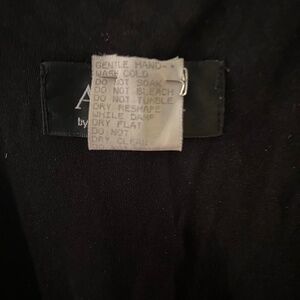 GENTLE HAND-
WASH COLD
DO NOT SOAK
DO NOT BLEACH
DO NOT TUMBLE
DRY RESHAPE
WHILE DAMP
DRY FLAT
DO NOT
DRY CLEAN
A
by